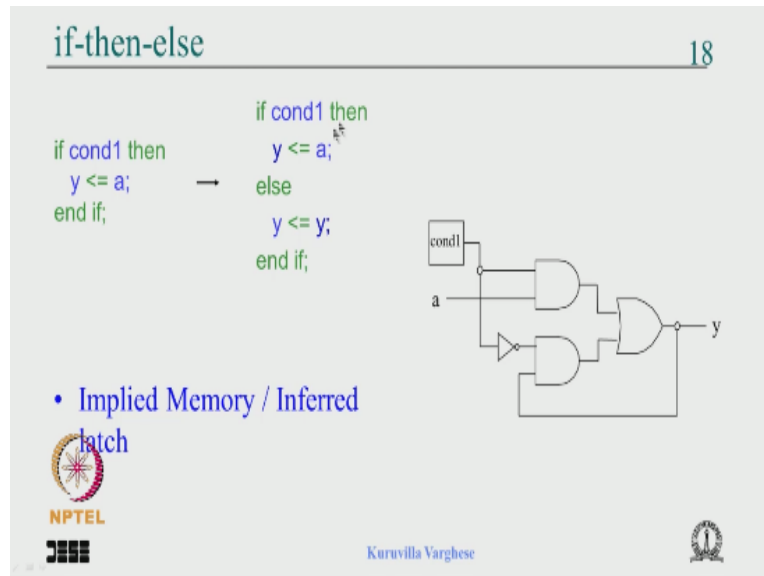 if-then-else
18
if cond1 then
y <= a;
end if;
if cond1 then
y <= a;
else
y <= y;
end if;
cond1
a
y
• Implied Memory / Inferred
latch
NPTEL
Kuruvilla Varghese